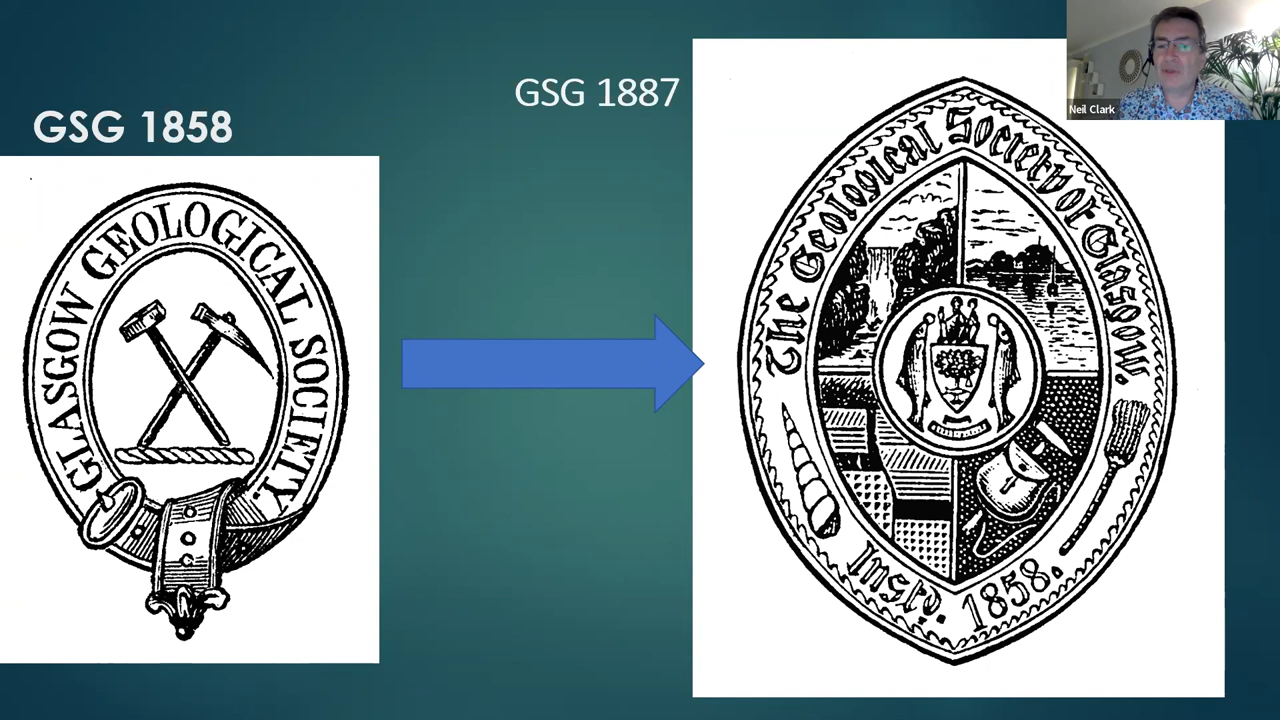 GSG 1858
GSG 1887
Neil Clark
GLASGOW GEOLOGICAL SOCIETY.
The Geological Society of Glasgow.
Instd. 1858.